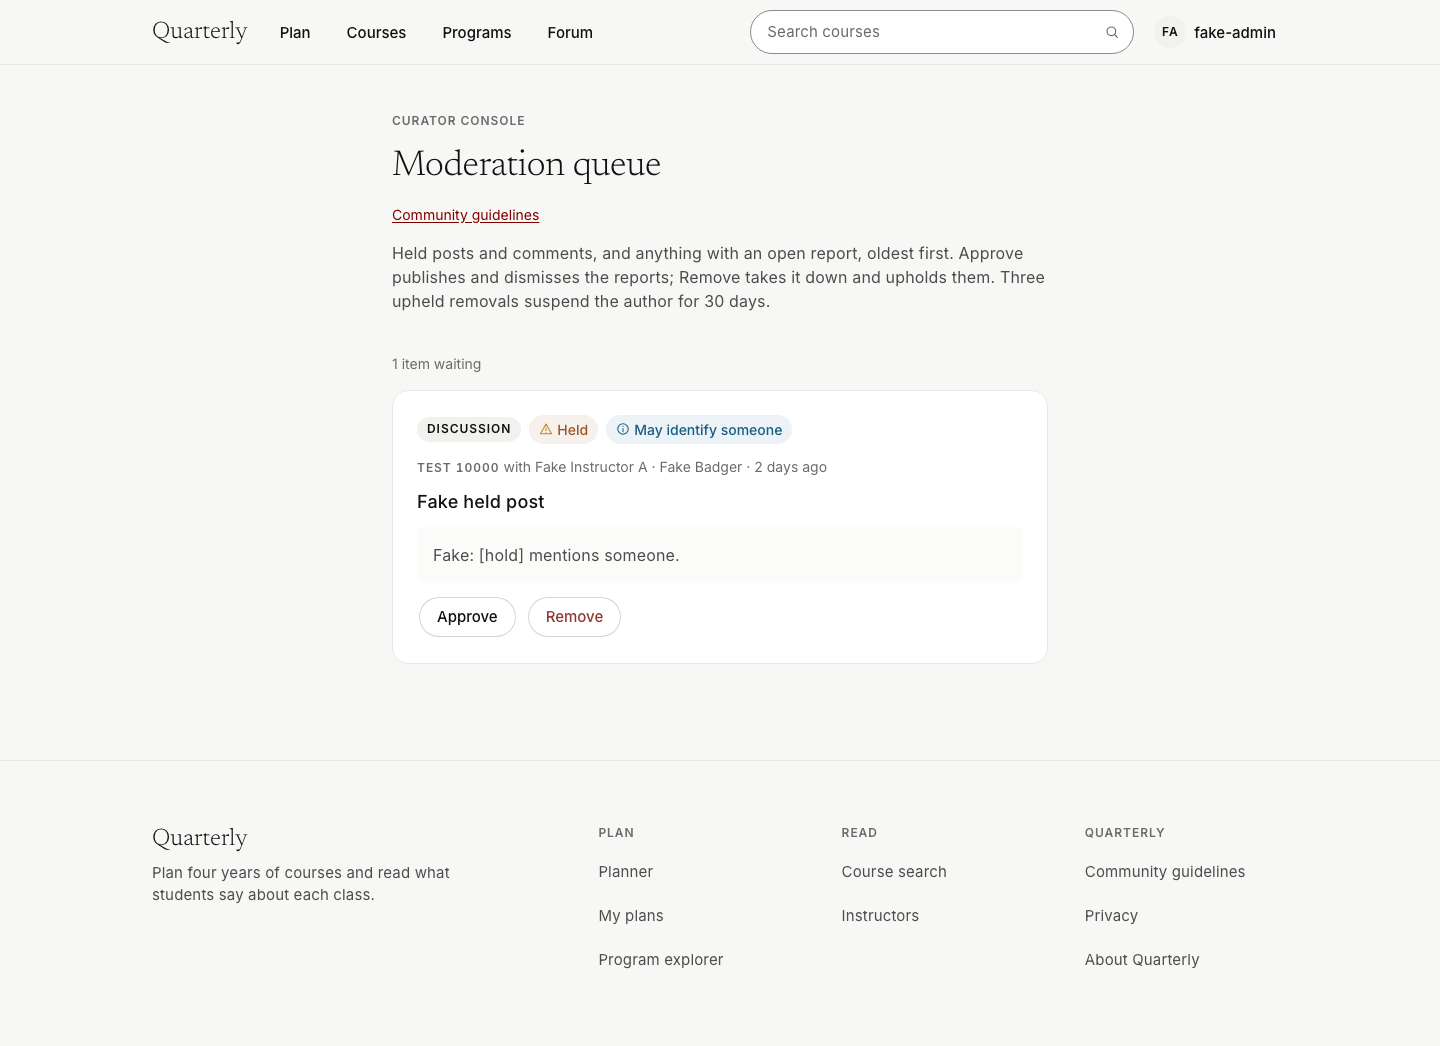 Quarterly
Plan
Courses
Programs
Forum
Search courses
FA
fake-admin
CURATOR CONSOLE
Moderation queue
Community guidelines
Held posts and comments, and anything with an open report, oldest first. Approve
publishes and dismisses the reports; Remove takes it down and upholds them. Three
upheld removals suspend the author for 30 days.
1 item waiting
DISCUSSION
Held
May identify someone
TEST 10000 with Fake Instructor A · Fake Badger · 2 days ago
Fake held post
Fake: [hold] mentions someone.
Approve
Remove
Quarterly
Plan four years of courses and read what
students say about each class.
PLAN
Planner
My plans
Program explorer
READ
Course search
Instructors
QUARTERLY
Community guidelines
Privacy
About Quarterly